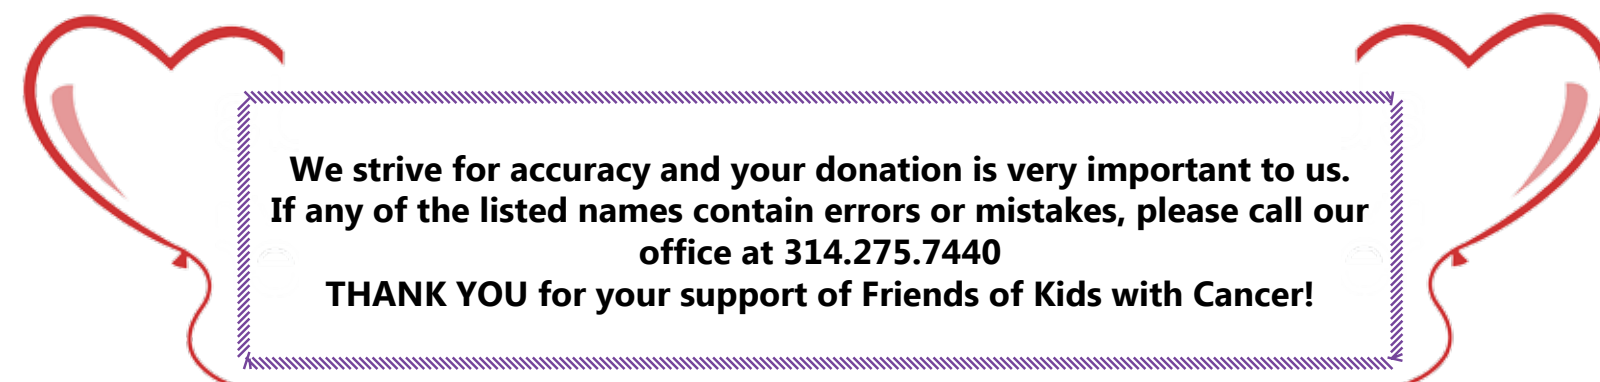 We strive for accuracy and your donation is very important to us.
If any of the listed names contain errors or mistakes, please call our
office at 314.275.7440
THANK YOU for your support of Friends of Kids with Cancer!